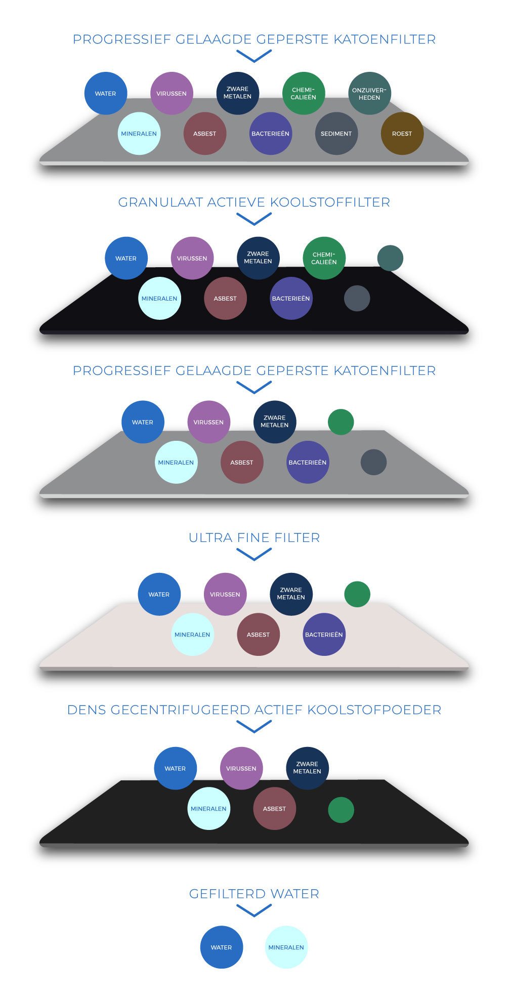 PROGRESSIEF GELAAGDE GEPERSTE KATOENFILTER
WATER
VIRUSSEN
ZWARE
METALEN
CHEMI-
CALIEËN
ONZUIVER-
HEDEN
MINERALEN
ASBEST
BACTERIEËN
SEDIMENT
ROEST
GRANULAAT ACTIEVE KOOLSTOFFILTER
WATER
VIRUSSEN
ZWARE
METALEN
CHEMI-
CALIEËN
MINERALEN
ASBEST
BACTERIEËN
PROGRESSIEF GELAAGDE GEPERSTE KATOENFILTER
WATER
VIRUSSEN
ZWARE
METALEN
MINERALEN
ASBEST
BACTERIEËN
ULTRA FINE FILTER
WATER
VIRUSSEN
ZWARE
METALEN
MINERALEN
ASBEST
BACTERIEËN
DENS GECENTRIFUGEERD ACTIEF KOOLSTOFPOEDER
WATER
VIRUSSEN
ZWARE
METALEN
MINERALEN
ASBEST
GEFILTERD WATER
WATER
MINERALEN